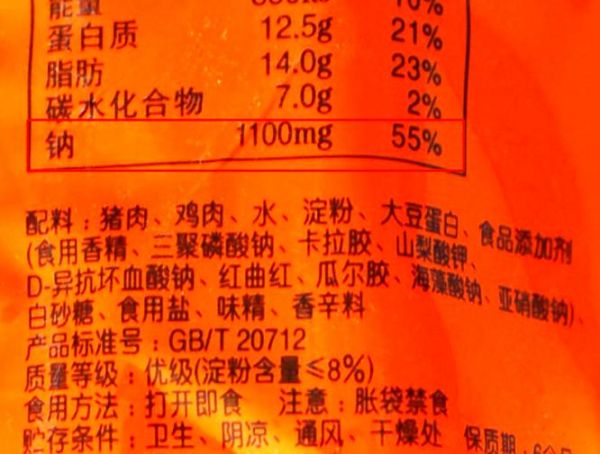 能量 10%
蛋白质 12.5g 21%
脂肪 14.0g 23%
碳水化合物 7.0g 2%
钠 1100mg 55%
配料：猪肉、鸡肉、水、淀粉、大豆蛋白、食品添加剂
(食用香精、三聚磷酸钠、卡拉胶、山梨酸钾、
D-异抗坏血酸钠、红曲红、瓜尔胶、海藻酸钠、亚硝酸钠)、
白砂糖、食用盐、味精、香辛料
产品标准号：GB/T 20712
质量等级：优级(淀粉含量≤8%)
食用方法：打开即食 注意：胀袋禁食
贮存条件：卫生、阴凉、通风、干燥处 保质期：6个月